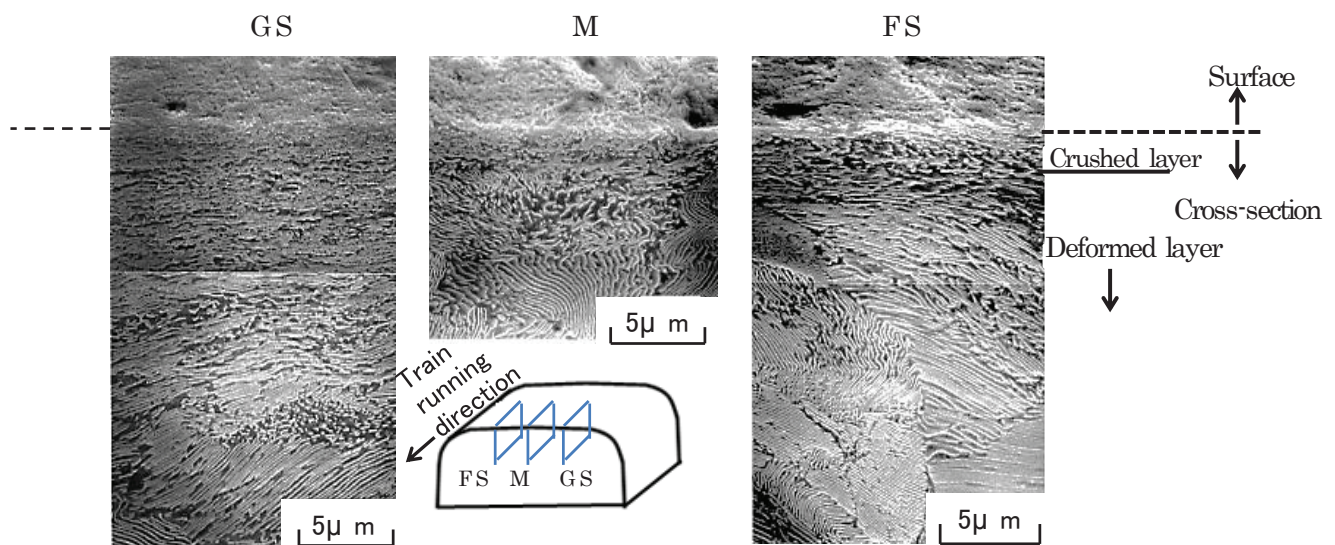 GS
M
FS
Surface
Crushed layer
Cross-section
Deformed layer
5μ m
Train
running
direction
FS M GS
5μ m
5μ m